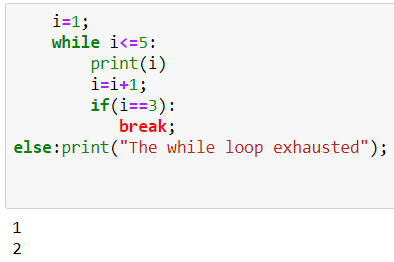 i=1;
while i<=5:
print(i)
i=i+1;
if(i==3):
break;
else:print("The while loop exhausted");
1
2